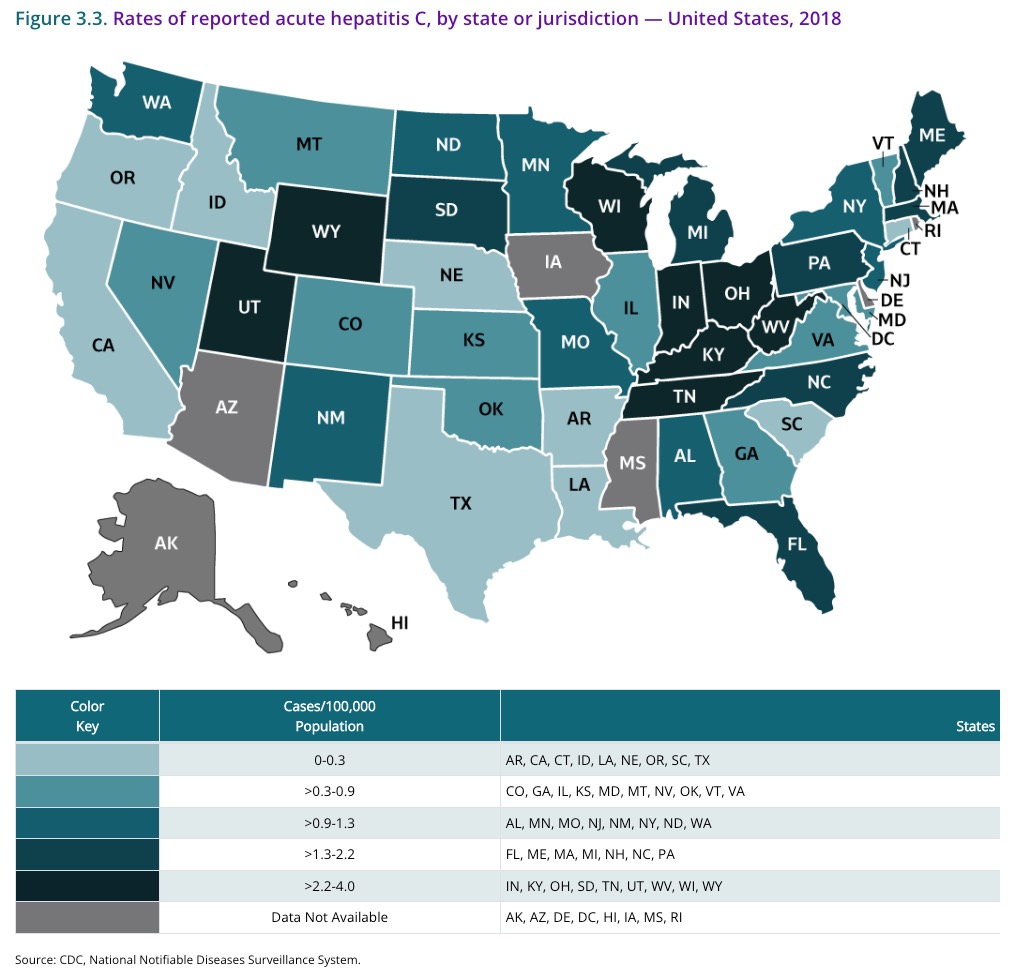 Figure 3.3. Rates of reported acute hepatitis C, by state or jurisdiction — United States, 2018
WA
MT
ND
MN
VT
ME
OR
ID
WY
SD
WI
MI
NY
NH
MA
RI
CT
NV
UT
CO
NE
IA
IL
IN
OH
PA
NJ
DE
MD
DC
CA
KS
MO
KY
WV
VA
AZ
NM
OK
AR
TN
NC
SC
TX
LA
MS
AL
GA
FL
AK
HI
Color Key
Cases/100,000 Population
States
0-0.3
AR, CA, CT, ID, LA, NE, OR, SC, TX
>0.3-0.9
CO, GA, IL, KS, MD, MT, NV, OK, VT, VA
>0.9-1.3
AL, MN, MO, NJ, NM, NY, ND, WA
>1.3-2.2
FL, ME, MA, MI, NH, NC, PA
>2.2-4.0
IN, KY, OH, SD, TN, UT, WV, WI, WY
Data Not Available
AK, AZ, DE, DC, HI, IA, MS, RI
Source: CDC, National Notifiable Diseases Surveillance System.